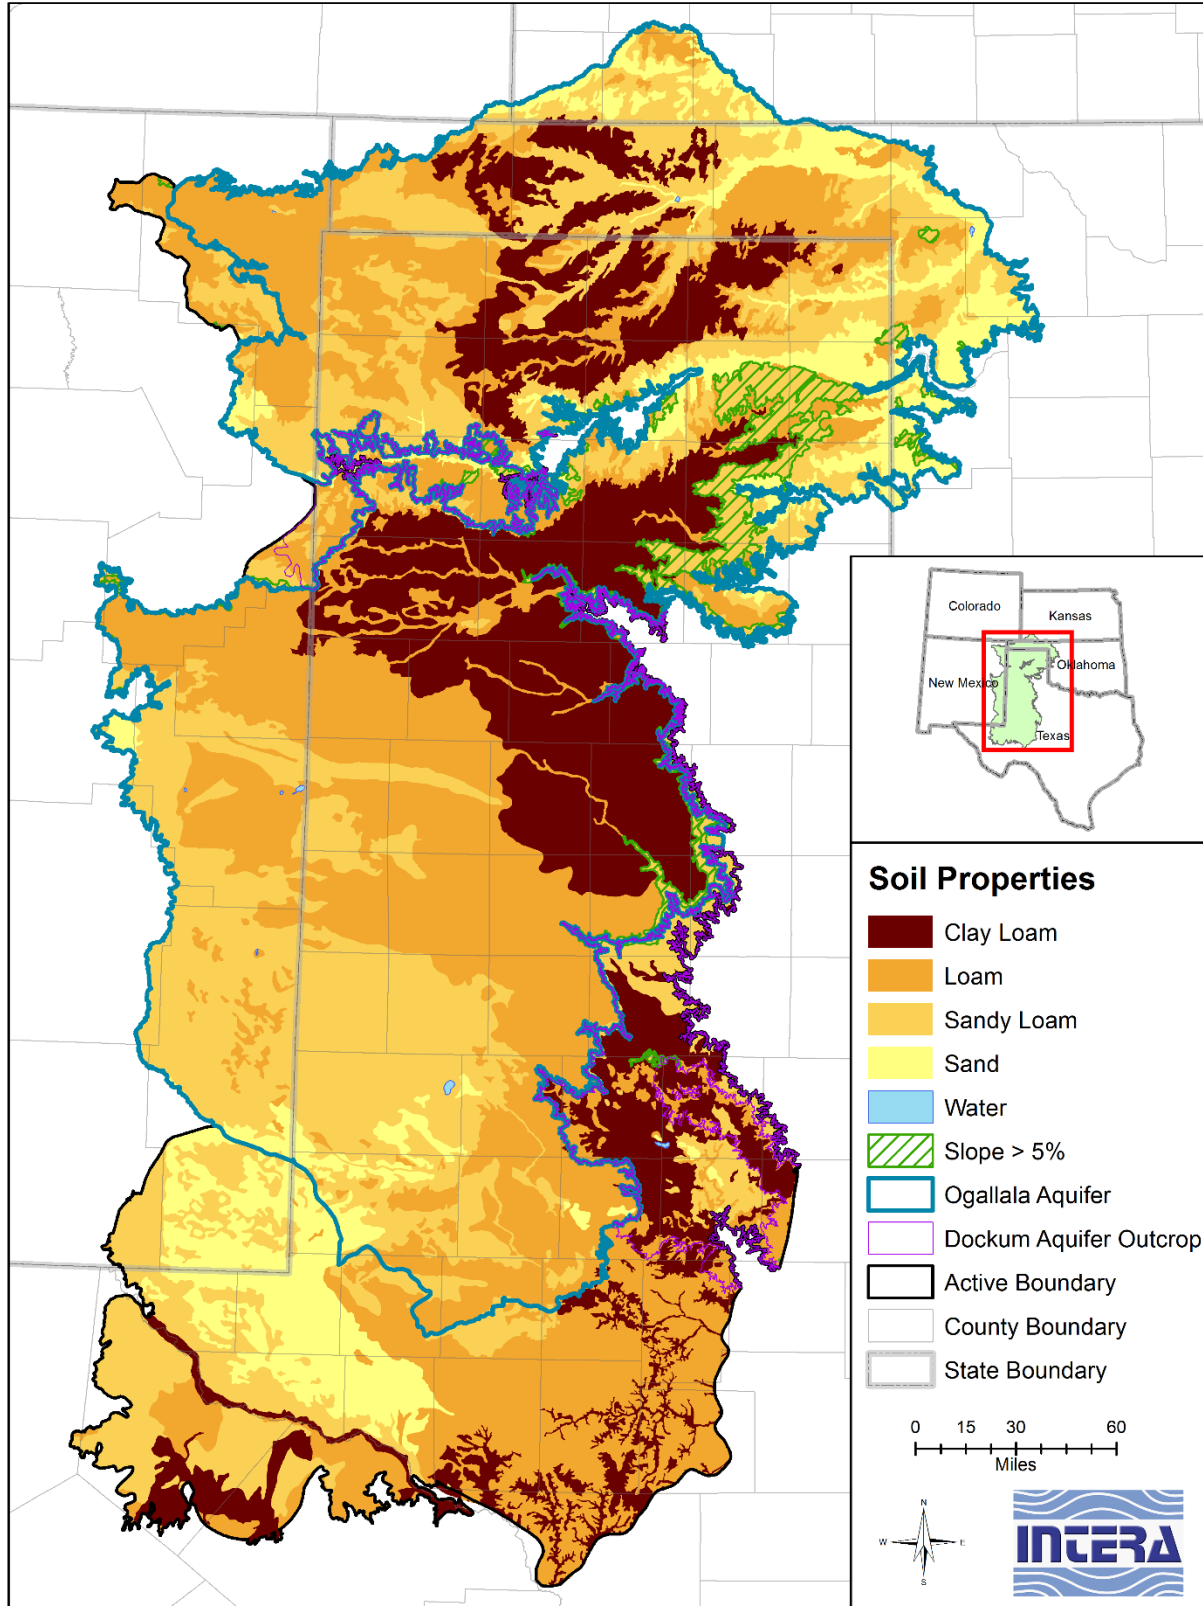 Colorado
Kansas
New Mexico
Oklahoma
Texas
Soil Properties
Clay Loam
Loam
Sandy Loam
Sand
Water
Slope > 5%
Ogallala Aquifer
Dockum Aquifer Outcrop
Active Boundary
County Boundary
State Boundary
0 15 30 60
Miles
N
W E
S
INTERA